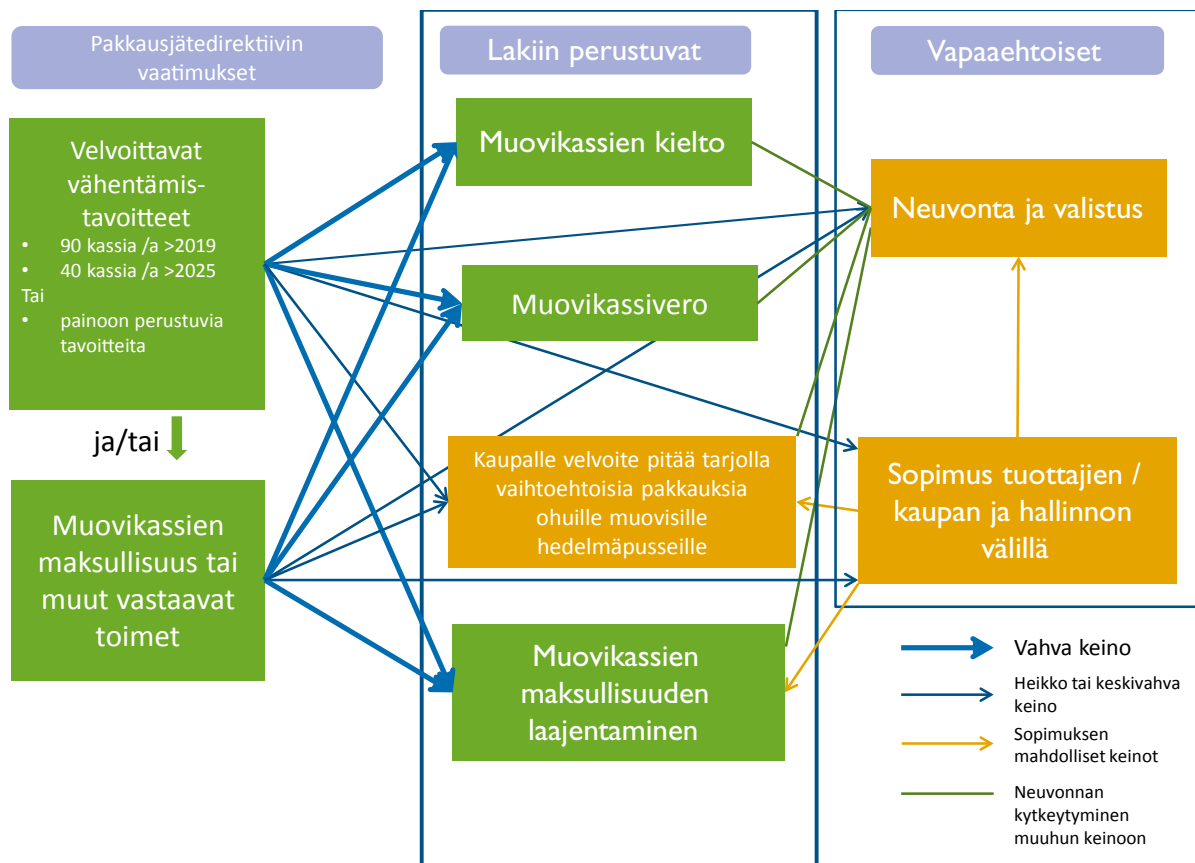 Pakkausjätedirektiivin
vaatimukset
Velvoittavat
vähentämis-
tavoitteet
• 90 kassia /a >2019
• 40 kassia /a >2025
Tai
• painoon perustuvia
tavoitteita
ja/tai
Muovikassien
maksullisuus tai
muut vastaavat
toimet
Lakiin perustuvat
Muovikassien kielto
Muovikassivero
Kaupalle velvoite pitää tarjolla
vaihtoehtoisia pakkauksia
ohuille muovisille
hedelmäpusseille
Muovikassien
maksullisuuden
laajentaminen
Vapaaehtoiset
Neuvonta ja valistus
Sopimus tuottajien /
kaupan ja hallinnon
välillä
Vahva keino
Heikko tai keskivahva
keino
Sopimuksen
mahdolliset keinot
Neuvonnan
kytkeytyminen
muuhun keinoon